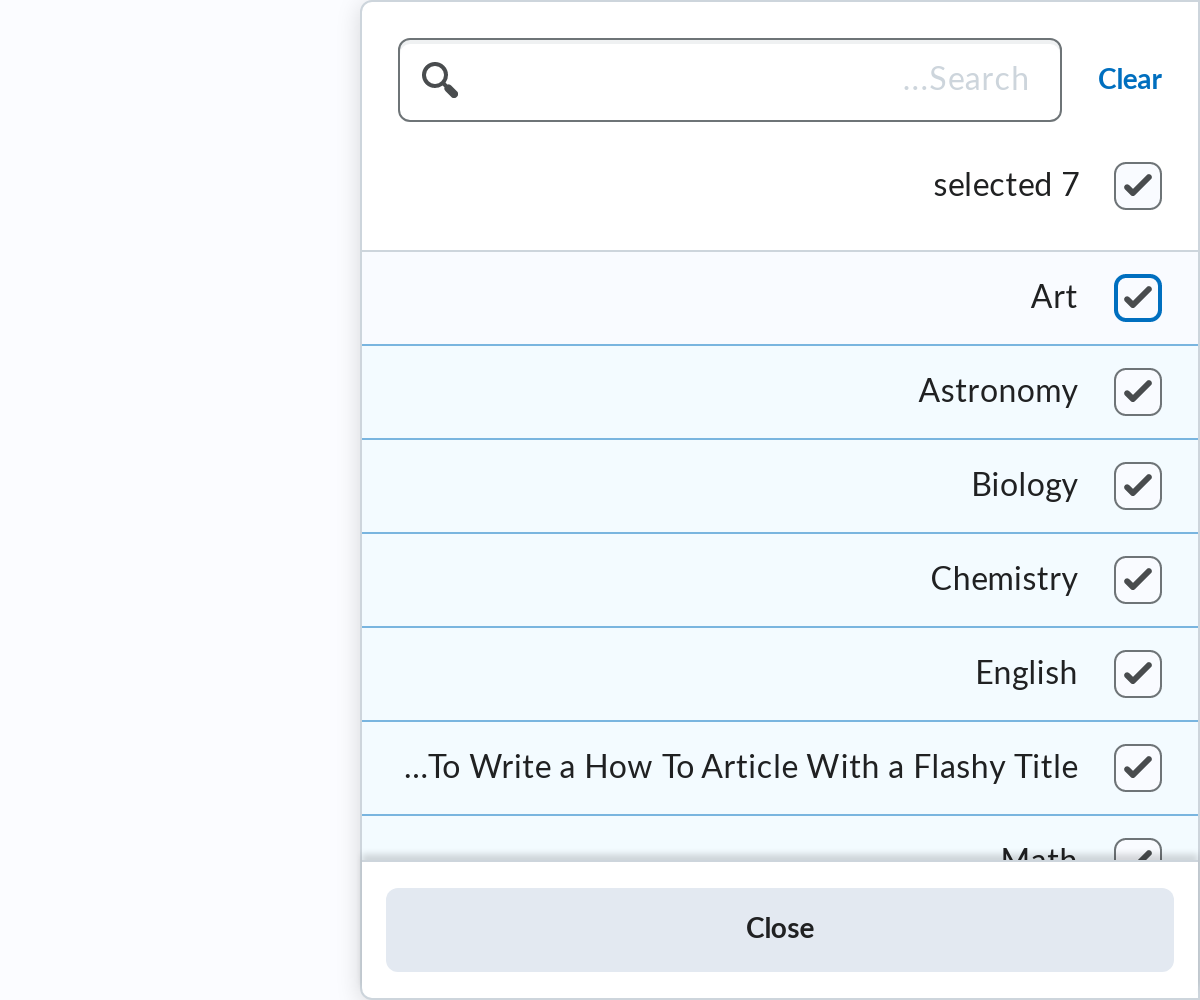 ...Search
Clear
selected 7
Art
Astronomy
Biology
Chemistry
English
...To Write a How To Article With a Flashy Title
Math
Close